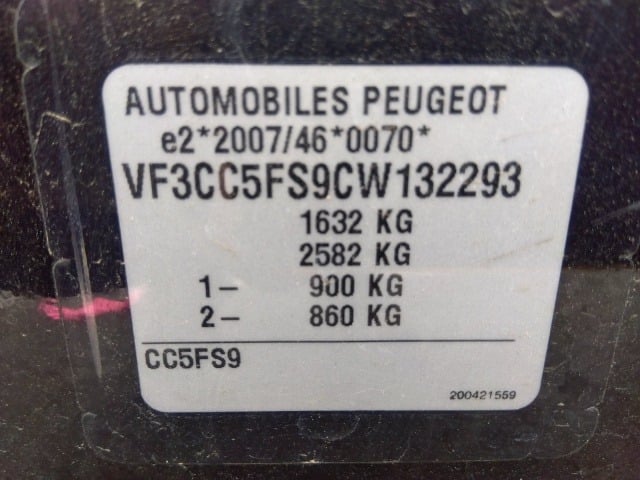 AUTOMOBILES PEUGEOT
e2*2007/46*0070*
VF3CC5FS9CW132293
1632 KG
2582 KG
1- 900 KG
2- 860 KG
CC5FS9
200421559